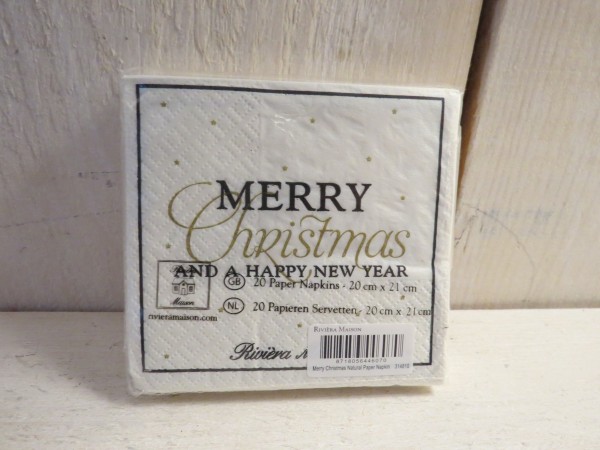 MERRY
Christmas
AND A HAPPY NEW YEAR
Maison
rivieramaison.com
GB 20 Paper Napkins - 20 cm x 21 cm
NL 20 Papieren Servetten - 20 cm x 21 cm
Rivièra
RIVIÈRA MAISON
Merry Christmas Natural Paper Napkin